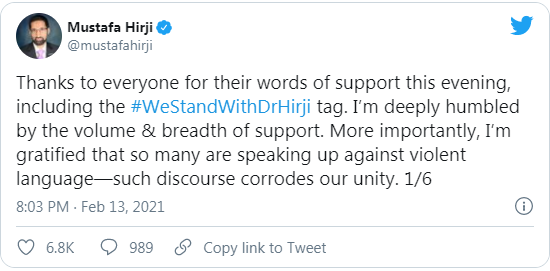 Mustafa Hirji
@mustafahirji
Thanks to everyone for their words of support this evening,
including the #WeStandWithDrHirji tag. I’m deeply humbled
by the volume & breadth of support. More importantly, I’m
gratified that so many are speaking up against violent
language—such discourse corrodes our unity. 1/6
8:03 PM · Feb 13, 2021
6.8K 989 Copy link to Tweet